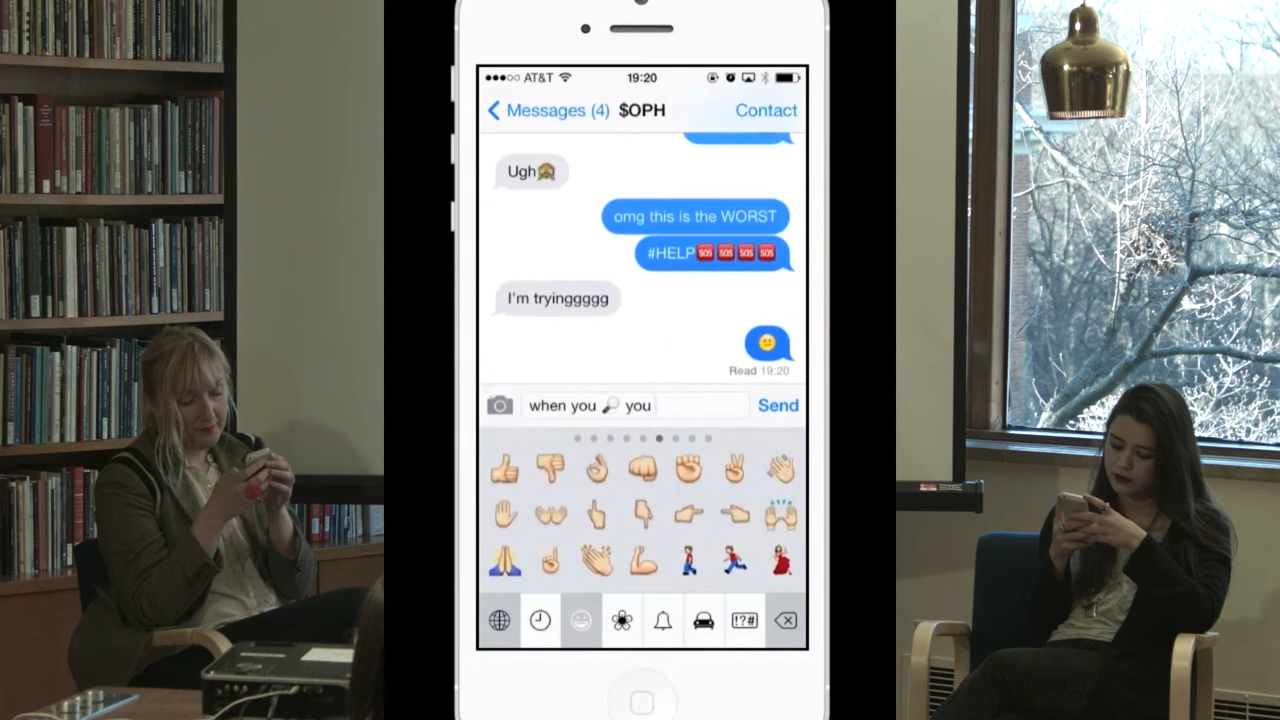 AT&T 19:20
Messages (4) $OPH Contact
Ugh🙈
omg this is the WORST
#HELP🆘🆘🆘🆘
I'm tryinggggg
😕
Read 19:20
when you 🔎 you Send
!?#